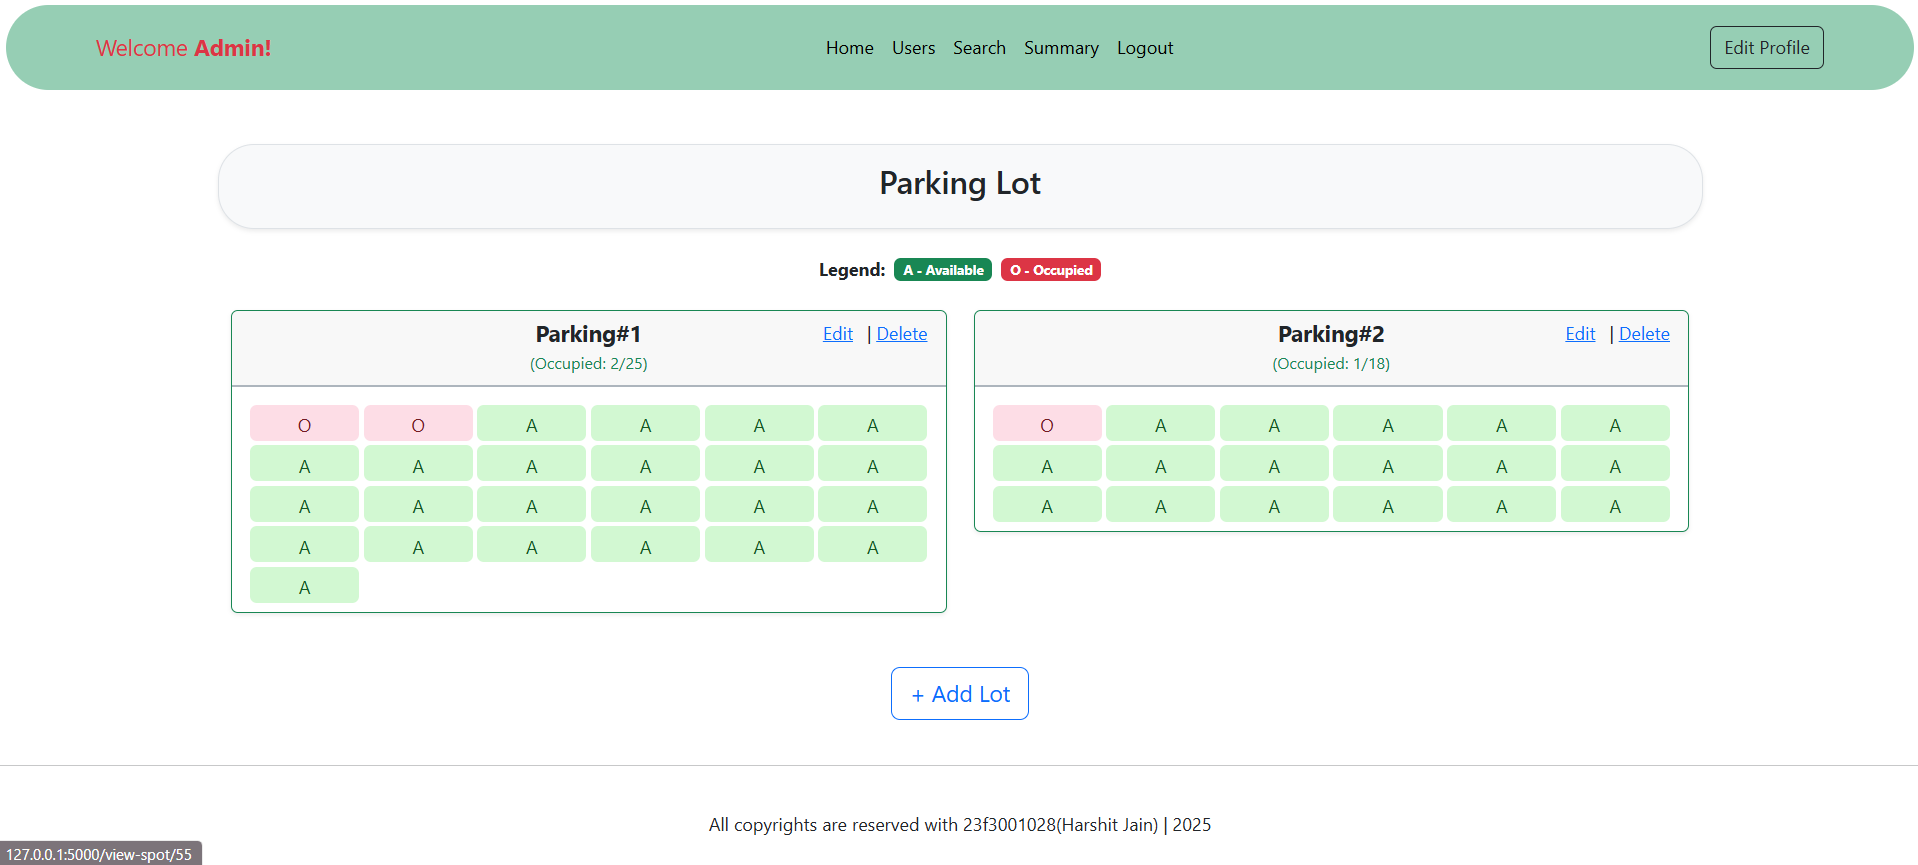 Welcome Admin! Home Users Search Summary Logout Edit Profile
Parking Lot
Legend: A - Available O - Occupied
Parking#1 Edit | Delete
(Occupied: 2/25)
O O A A A A
A A A A A A
A A A A A A
A A A A A A
A
Parking#2 Edit | Delete
(Occupied: 1/18)
O A A A A A
A A A A A A
A A A A A A
+ Add Lot
All copyrights are reserved with 23f3001028(Harshit Jain) | 2025
127.0.0.1:5000/view-spot/55